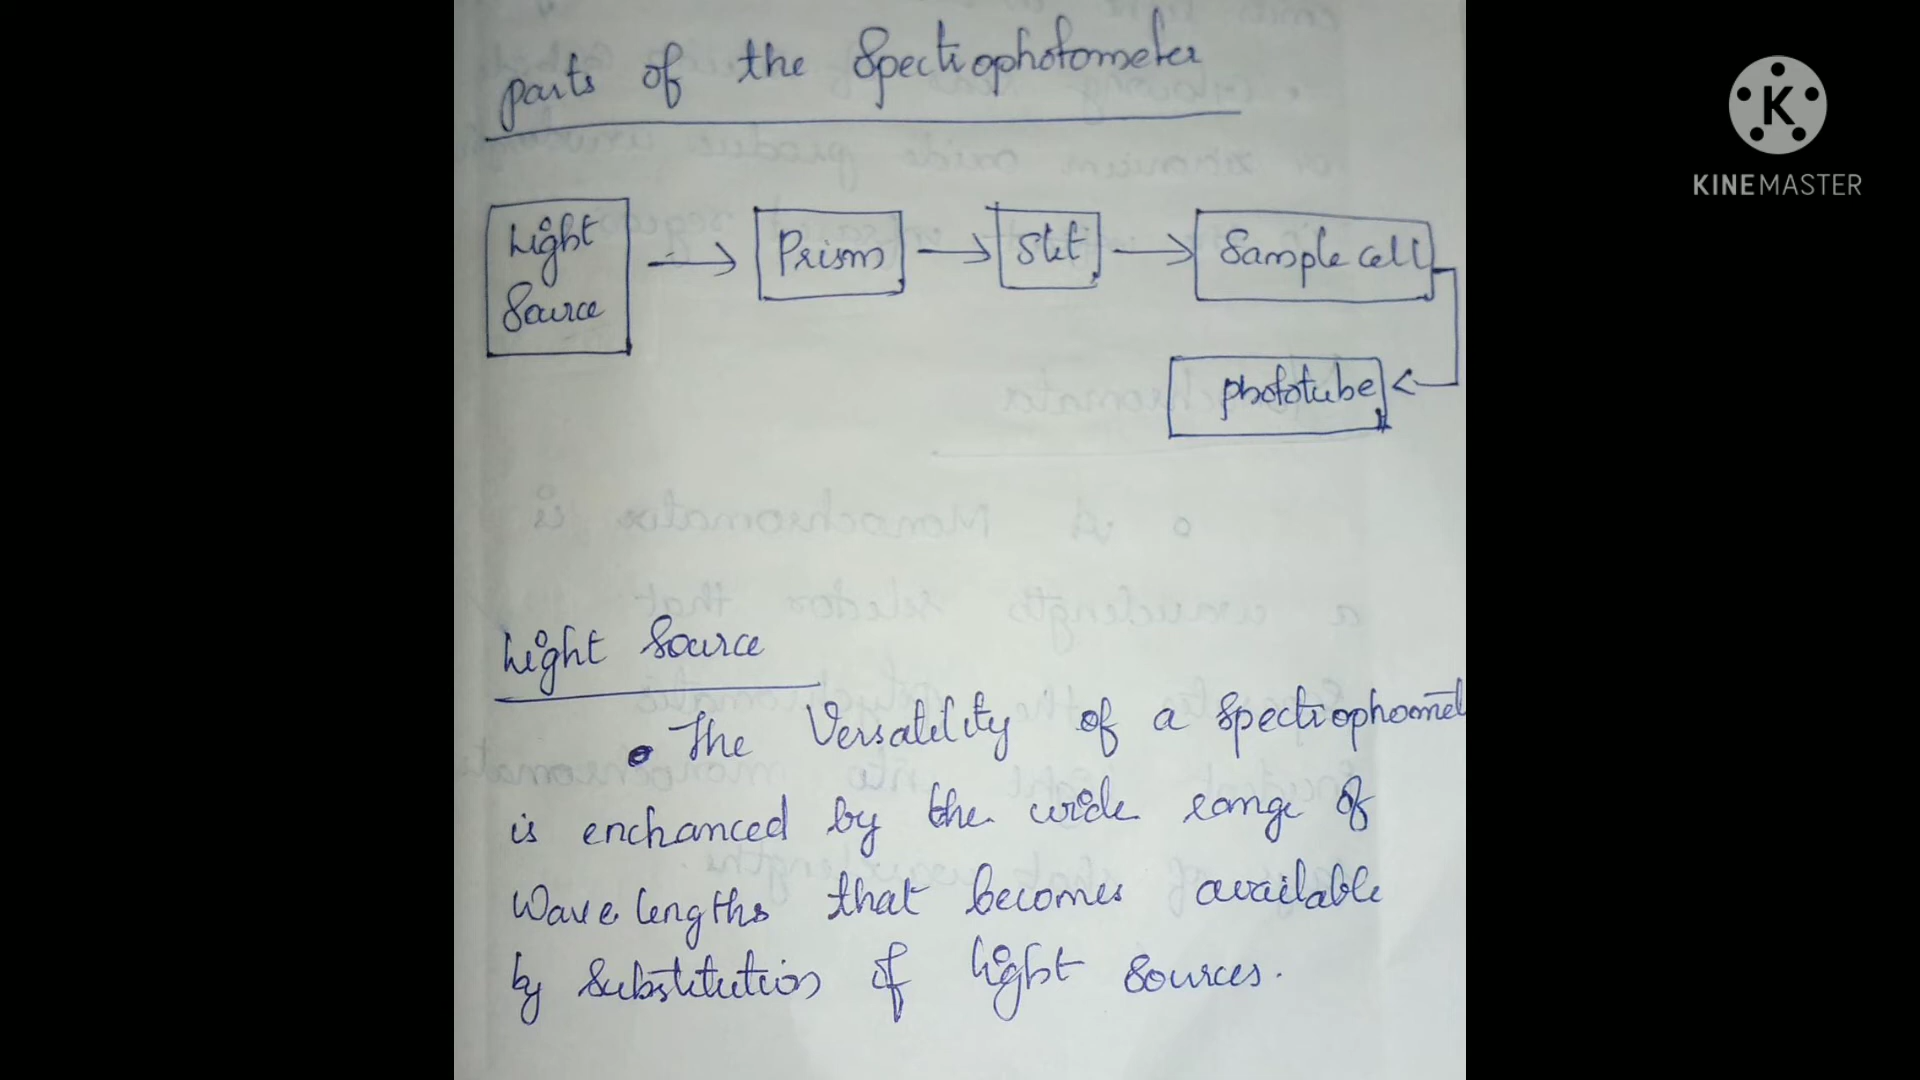 parts of the Spectrophotometer
Light
Source
Prism
Slit
Sample cell
phototube
Light Source
• The Versatility of a Spectrophomet
is enchanced by the wide range of
Wave lengths that becomes available
by Substitution of light sources.
K
KINEMASTER